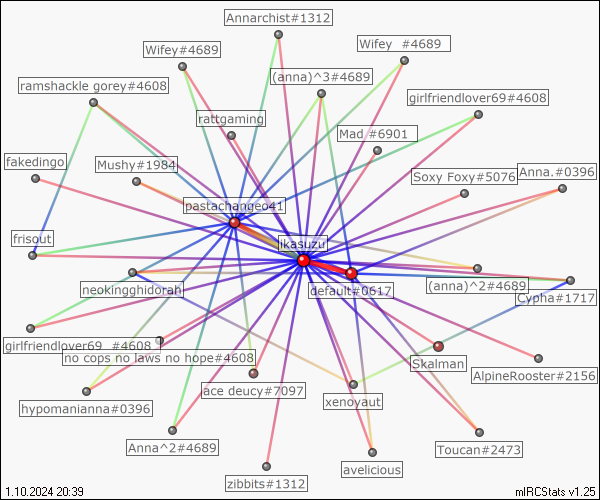 Annarchist#1312
Wifey__#4689
Wifey#4689
(anna)^3#4689
ramshackle gorey#4608
girlfriendlover69#4608
rattgaming
Mad_#6901
fakedingo
Mushy#1984
Soxy Foxy#5076
Anna.#0396
pastachangeo41
frisout
ikasuzu
neokingghidorah
default#0617
(anna)^2#4689
Cypha#1717
girlfriendlover69_#4608
no cops no laws no hope#4608
Skalman
AlpineRooster#2156
ace deucy#7097
xenoyaut
hypomanianna#0396
Anna^2#4689
Toucan#2473
avelicious
zibbits#1312
1.10.2024 20:39
mIRCStats v1.25